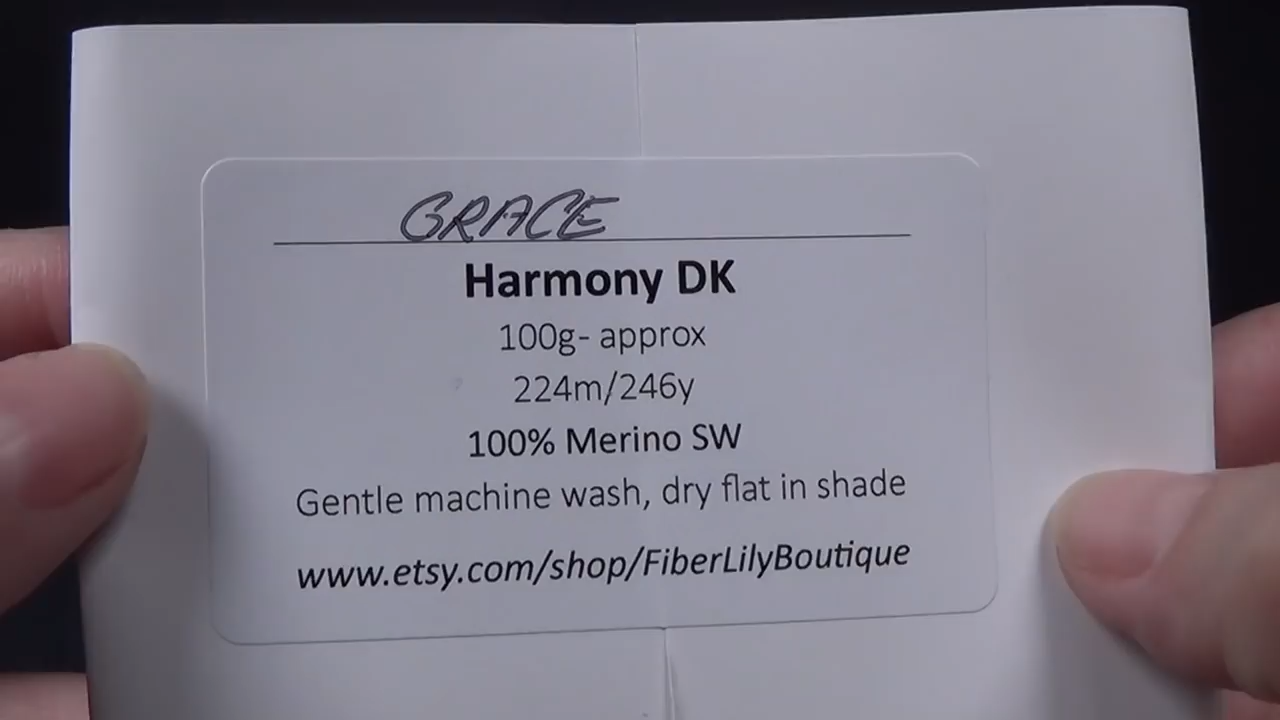 GRACE
Harmony DK
100g- approx
224m/246y
100% Merino SW
Gentle machine wash, dry flat in shade
www.etsy.com/shop/FiberLilyBoutique